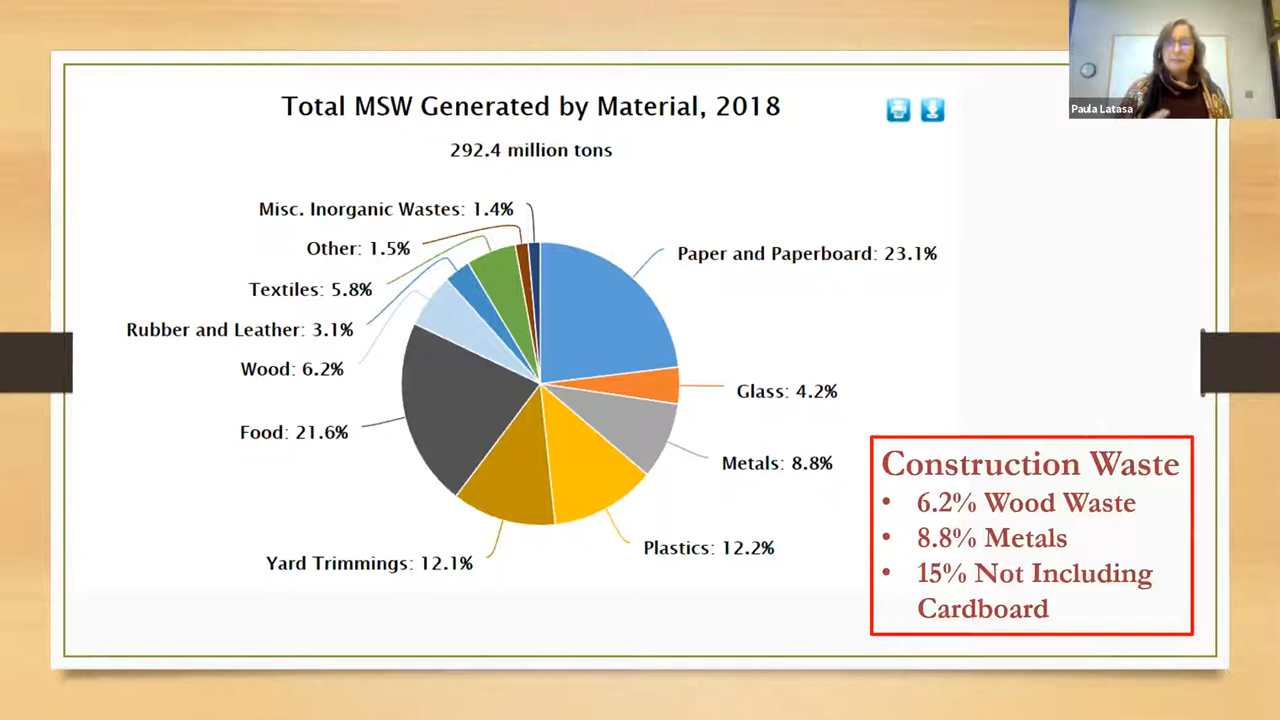 Total MSW Generated by Material, 2018
292.4 million tons
Paula Latasa
Misc. Inorganic Wastes: 1.4%
Other: 1.5%
Textiles: 5.8%
Rubber and Leather: 3.1%
Wood: 6.2%
Food: 21.6%
Yard Trimmings: 12.1%
Paper and Paperboard: 23.1%
Glass: 4.2%
Metals: 8.8%
Plastics: 12.2%
Construction Waste
• 6.2% Wood Waste
• 8.8% Metals
• 15% Not Including
Cardboard